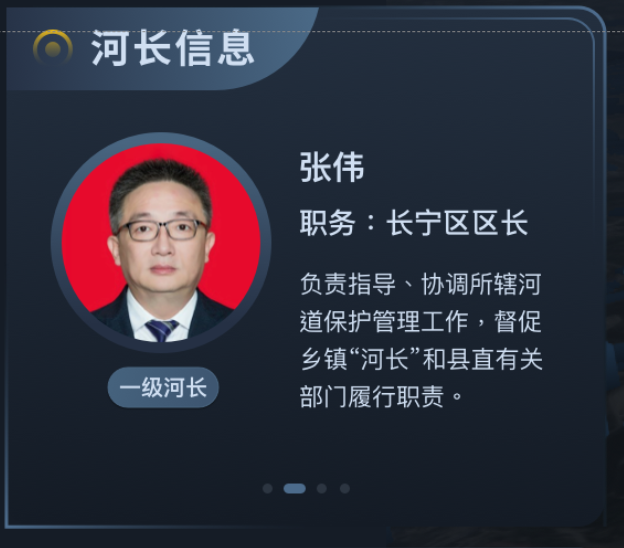 河长信息
张伟
职务：长宁区区长
负责指导、协调所辖河
道保护管理工作，督促
乡镇“河长”和县直有关
部门履行职责。
一级河长